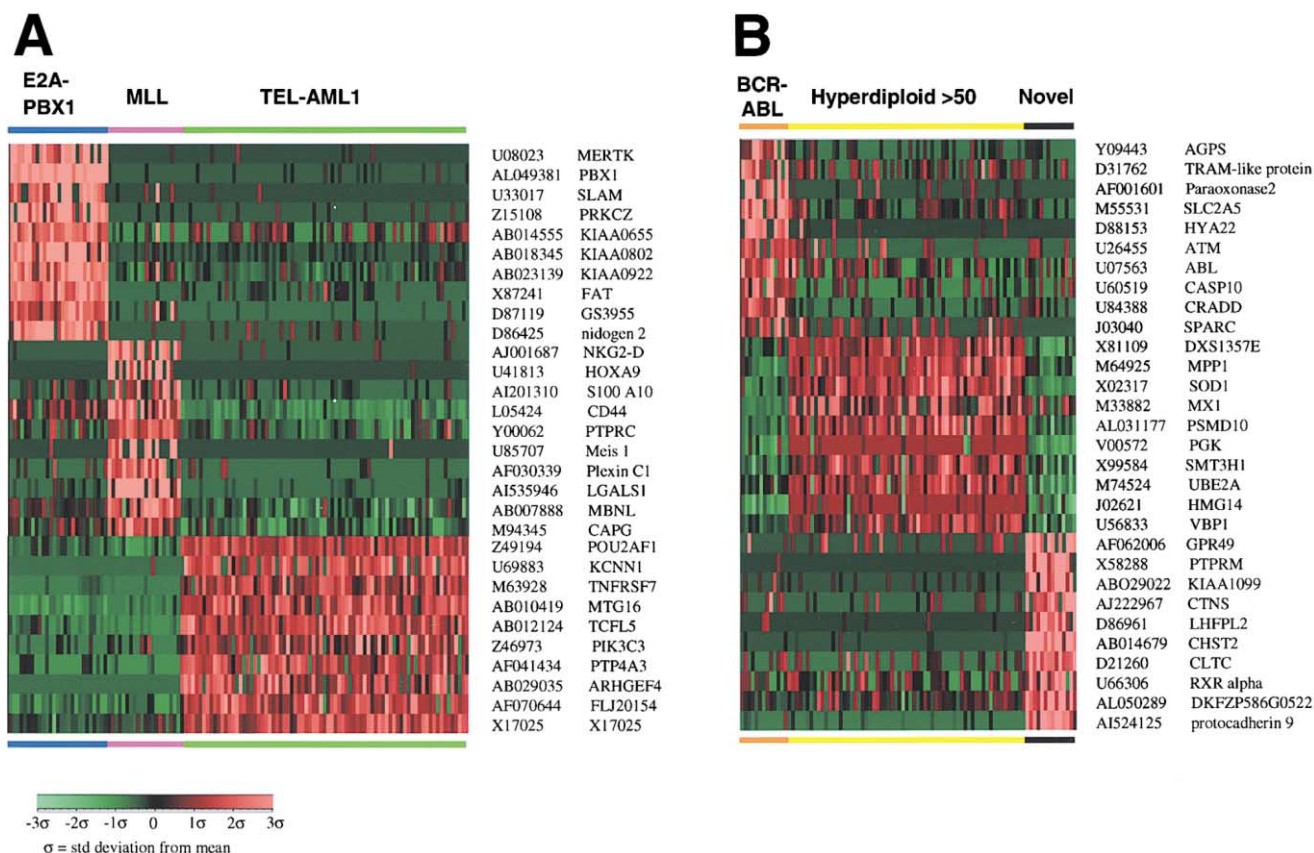 A
E2A-
PBX1
MLL
TEL-AML1
U08023 MERTK
AL049381 PBX1
U33017 SLAM
Z15108 PRKCZ
AB014555 KIAA0655
AB018345 KIAA0802
AB023139 KIAA0922
X87241 FAT
D87119 GS3955
D86425 nidogen 2
AJ001687 NKG2-D
U41813 HOXA9
AI201310 S100 A10
L05424 CD44
Y00062 PTPRC
U85707 Meis 1
AF030339 Plexin C1
AI535946 LGALS1
AB007888 MBNL
M94345 CAPG
Z49194 POU2AF1
U69883 KCNN1
M63928 TNFRSF7
AB010419 MTG16
AB012124 TCFL5
Z46973 PIK3C3
AF041434 PTP4A3
AB029035 ARHGEF4
AF070644 FLJ20154
X17025 X17025
-3σ -2σ -1σ 0 1σ 2σ 3σ
σ = std deviation from mean
B
BCR-
ABL
Hyperdiploid >50
Novel
Y09443 AGPS
D31762 TRAM-like protein
AF001601 Paraoxonase2
M55531 SLC2A5
D88153 HYA22
U26455 ATM
U07563 ABL
U60519 CASP10
U84388 CRADD
J03040 SPARC
X81109 DXS1357E
M64925 MPP1
X02317 SOD1
M33882 MX1
AL031177 PSMD10
V00572 PGK
X99584 SMT3H1
M74524 UBE2A
J02621 HMG14
U56833 VBP1
AF062006 GPR49
X58288 PTPRM
ABO29022 KIAA1099
AJ222967 CTNS
D86961 LHFPL2
AB014679 CHST2
D21260 CLTC
U66306 RXR alpha
AL050289 DKFZP586G0522
AI524125 protocadherin 9